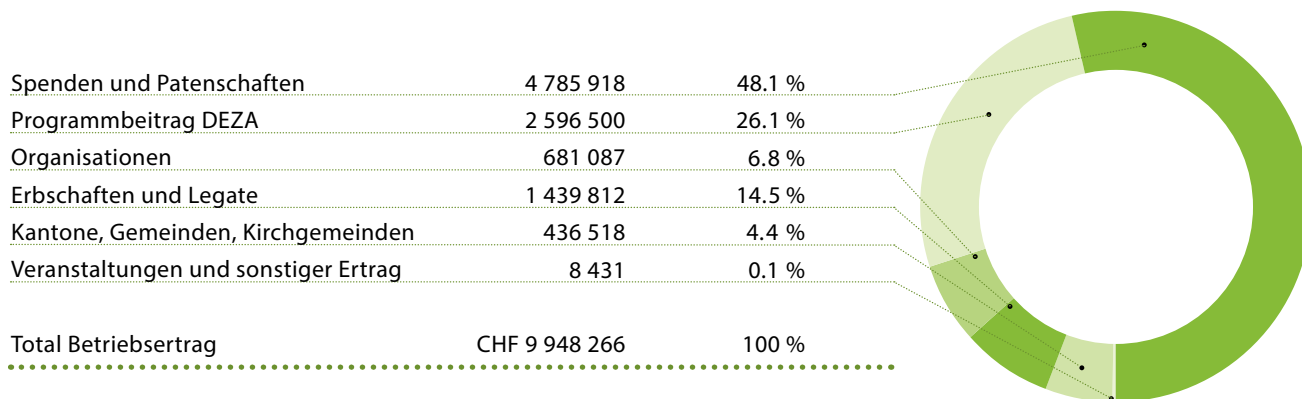 Spenden und Patenschaften 4 785 918 48.1 %
Programmbeitrag DEZA 2 596 500 26.1 %
Organisationen 681 087 6.8 %
Erbschaften und Legate 1 439 812 14.5 %
Kantone, Gemeinden, Kirchgemeinden 436 518 4.4 %
Veranstaltungen und sonstiger Ertrag 8 431 0.1 %
Total Betriebsertrag CHF 9 948 266 100 %